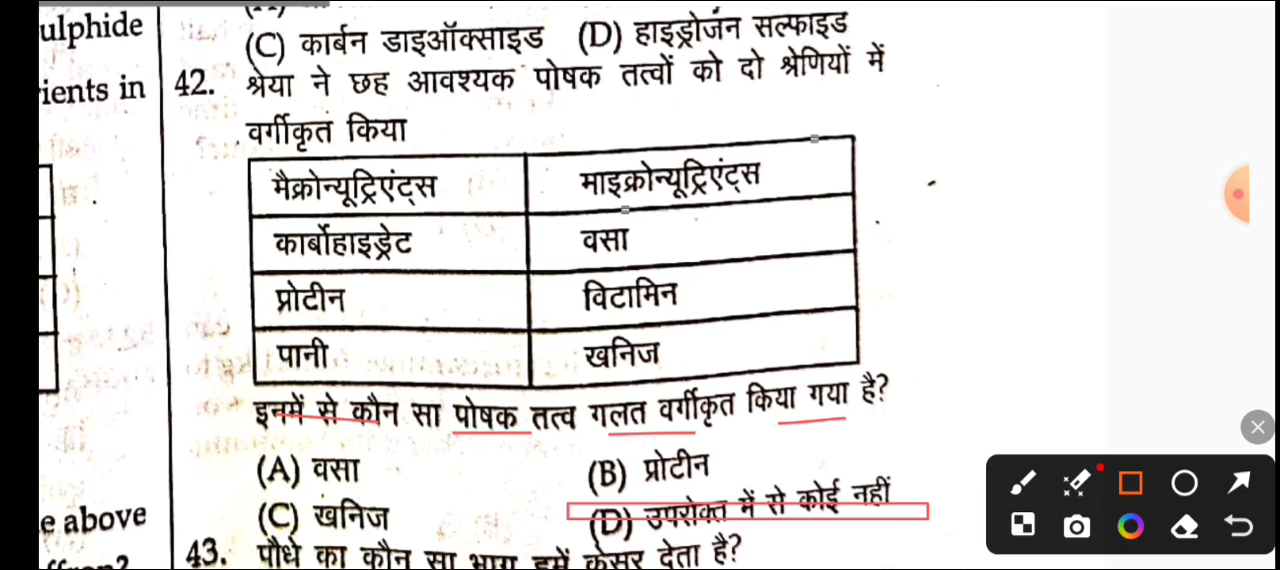 ulphide
(C) कार्बन डाइऑक्साइड (D) हाइड्रोजन सल्फाइड
ients in
42. श्रेया ने छह आवश्यक पोषक तत्वों को दो श्रेणियों में
वर्गीकृत किया
मैक्रोन्यूट्रिएंट्स माइक्रोन्यूट्रिएंट्स
कार्बोहाइड्रेट वसा
प्रोटीन विटामिन
पानी खनिज
इनमें से कौन सा पोषक तत्व गलत वर्गीकृत किया गया है?
(A) वसा (B) प्रोटीन
(C) खनिज (D) उपरोक्त में से कोई नहीं
e above
43. पौधे का कौन सा भाग हमें केसर देता है?